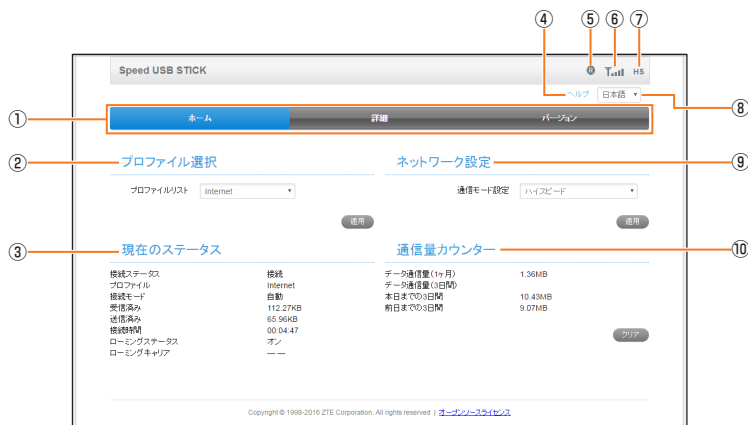 ④ ⑤ ⑥ ⑦
Speed USB STICK R HS
ヘルプ 日本語 ⑧
① ホーム 詳細 バージョン
② プロファイル選択 ネットワーク設定 ⑨
プロファイルリスト Internet 通信モード設定 ハイスピード
適用 適用
③ 現在のステータス 通信量カウンター ⑩
接続ステータス 接続 データ通信量(1ヶ月) 1.36MB
プロファイル Internet データ通信量(3日間)
接続モード 自動 本日までの3日間 10.43MB
受信済み 112.27KB 前日までの3日間 9.07MB
送信済み 65.96KB
接続時間 00:04:47 クリア
ローミングステータス オン
ローミングキャリア ーー
Copyright © 1998-2016 ZTE Corporation. All rights reserved | オープンソースライセンス